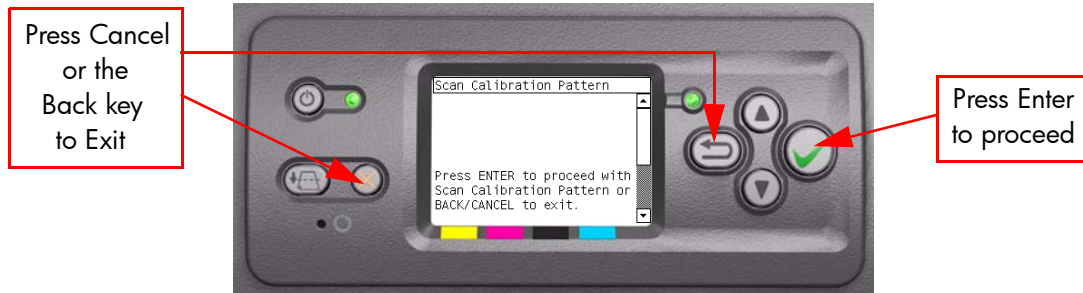 Press Cancel
or the
Back key
to Exit
Scan Calibration Pattern
Press ENTER to proceed with
Scan Calibration Pattern or
BACK/CANCEL to exit.
Press Enter
to proceed